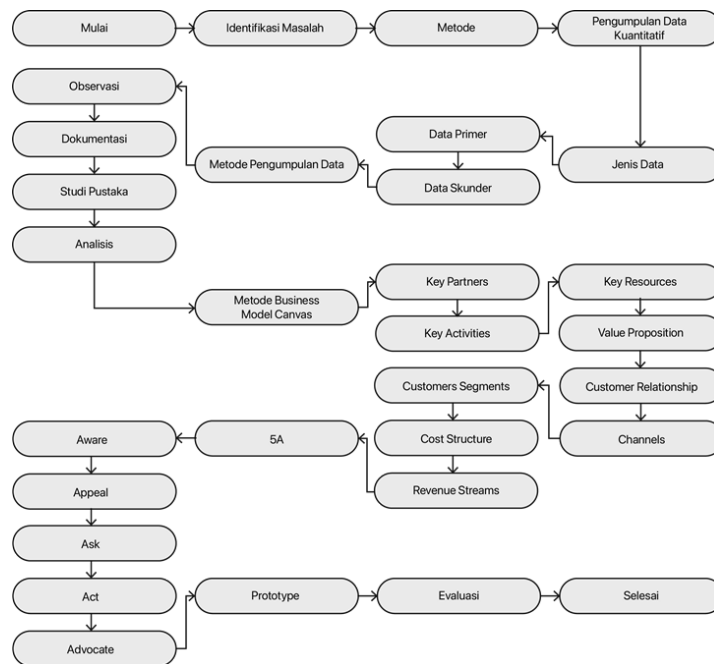 Mulai
Identifikasi Masalah
Metode
Pengumpulan Data
Kuantitatif
Jenis Data
Data Primer
Data Skunder
Metode Pengumpulan Data
Observasi
Dokumentasi
Studi Pustaka
Analisis
Metode Business
Model Canvas
Key Partners
Key Activities
Key Resources
Value Proposition
Customer Relationship
Channels
Customers Segments
Cost Structure
Revenue Streams
5A
Aware
Appeal
Ask
Act
Advocate
Prototype
Evaluasi
Selesai